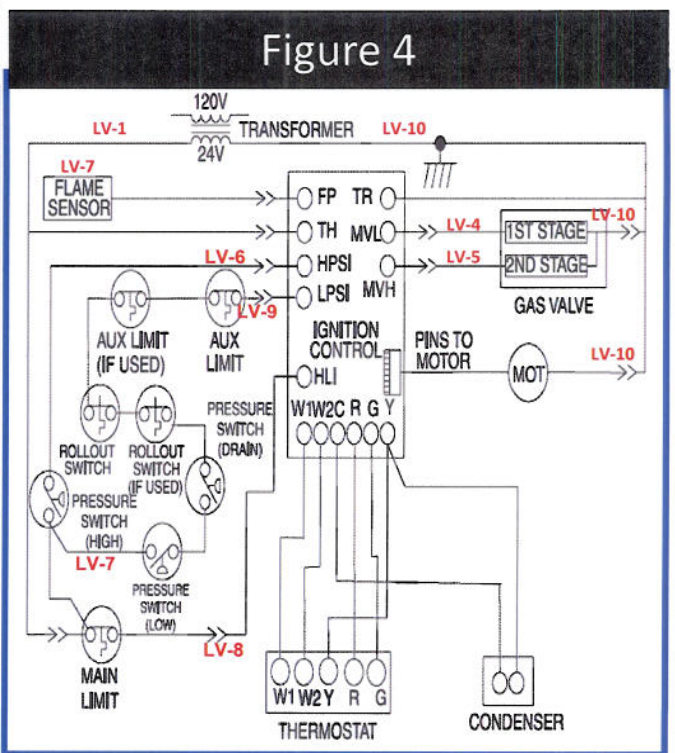 Figure 4
120V
LV-1
TRANSFORMER
LV-10
24V
LV-7
FLAME
SENSOR
FP
TR
TH
MVL
LV-4
1ST STAGE
LV-10
LV-6
HPSI
LV-5
2ND STAGE
LPSI
MVH
LV-9
GAS VALVE
AUX LIMIT
(IF USED)
AUX
LIMIT
IGNITION
CONTROL
PINS TO
MOTOR
LV-10
HLI
MOT
W1W2C R G Y
PRESSURE
SWITCH
(DRAIN)
ROLLOUT
SWITCH
ROLLOUT
SWITCH
(IF USED)
PRESSURE
SWITCH
(HIGH)
LV-7
PRESSURE
SWITCH
(LOW)
LV-8
MAIN
LIMIT
W1 W2 Y R G
THERMOSTAT
CONDENSER